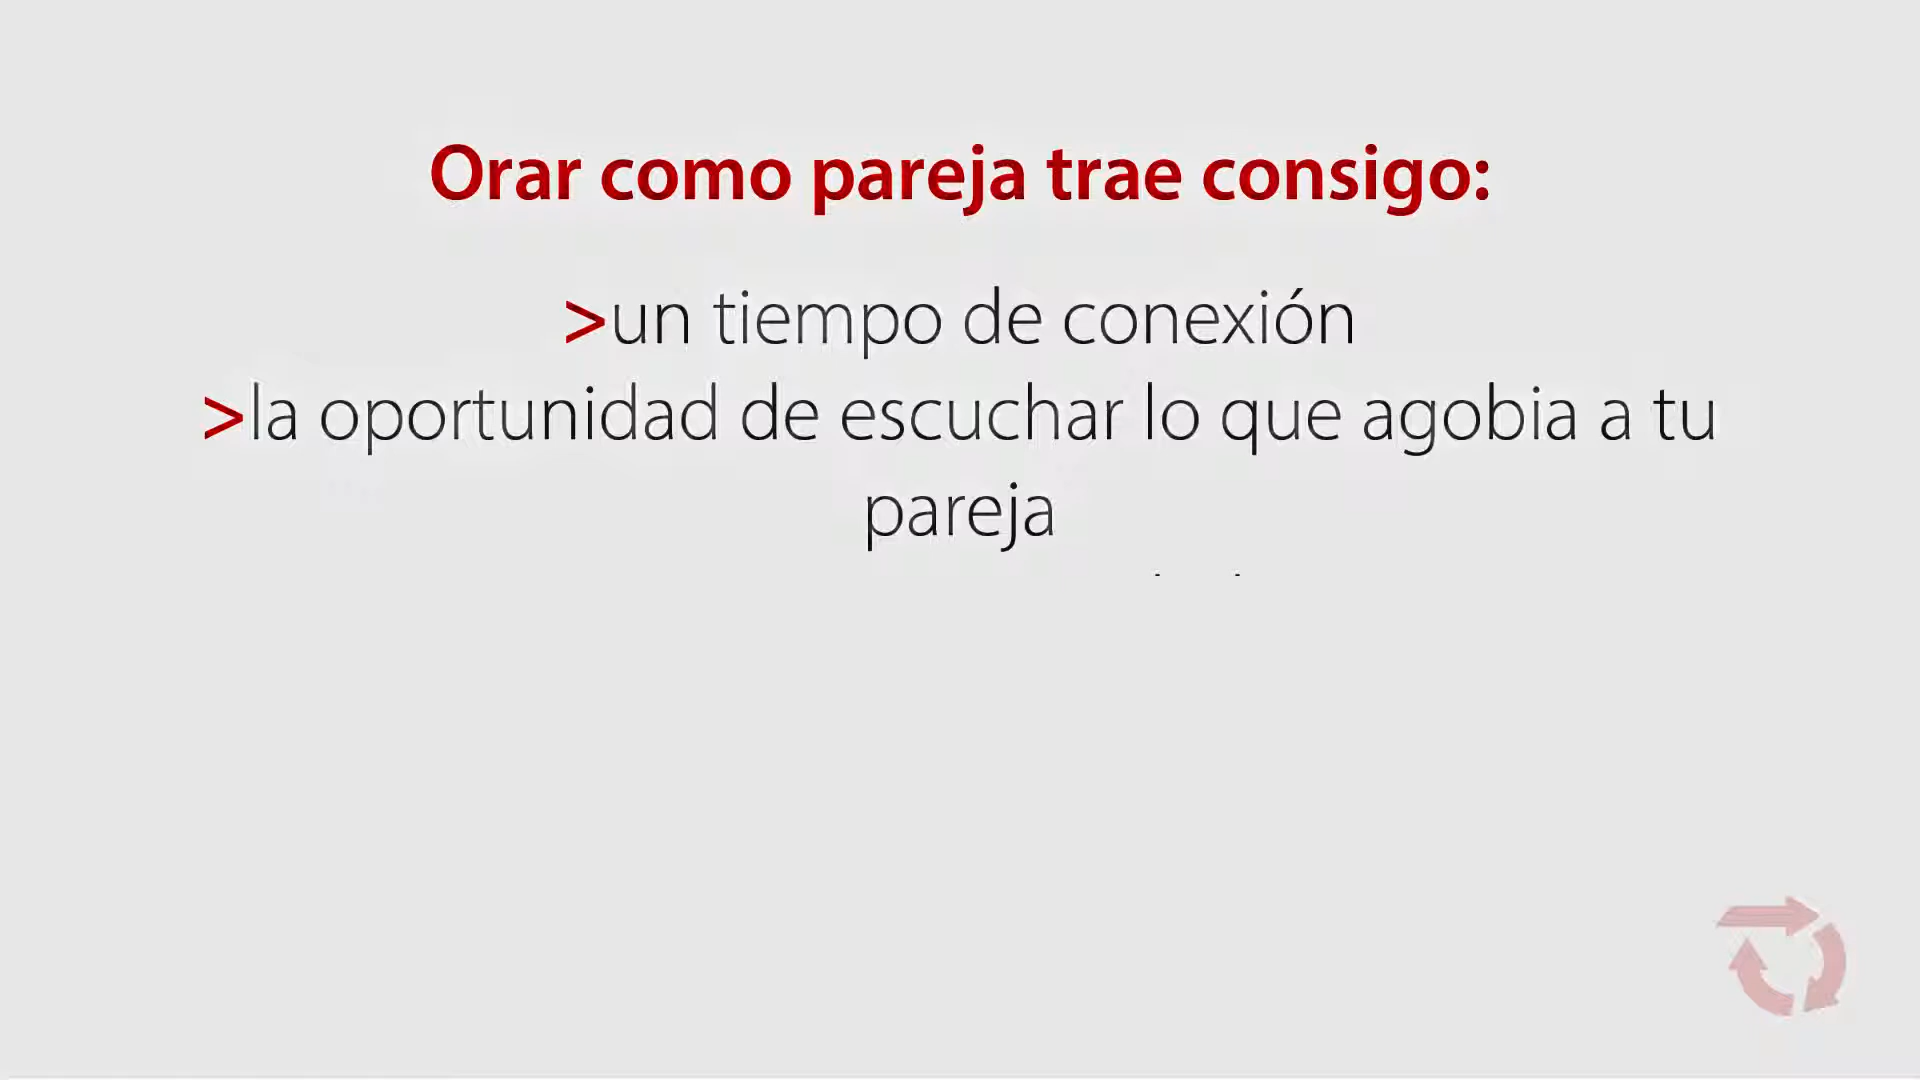 Orar como pareja trae consigo:
>un tiempo de conexión
>la oportunidad de escuchar lo que agobia a tu
pareja